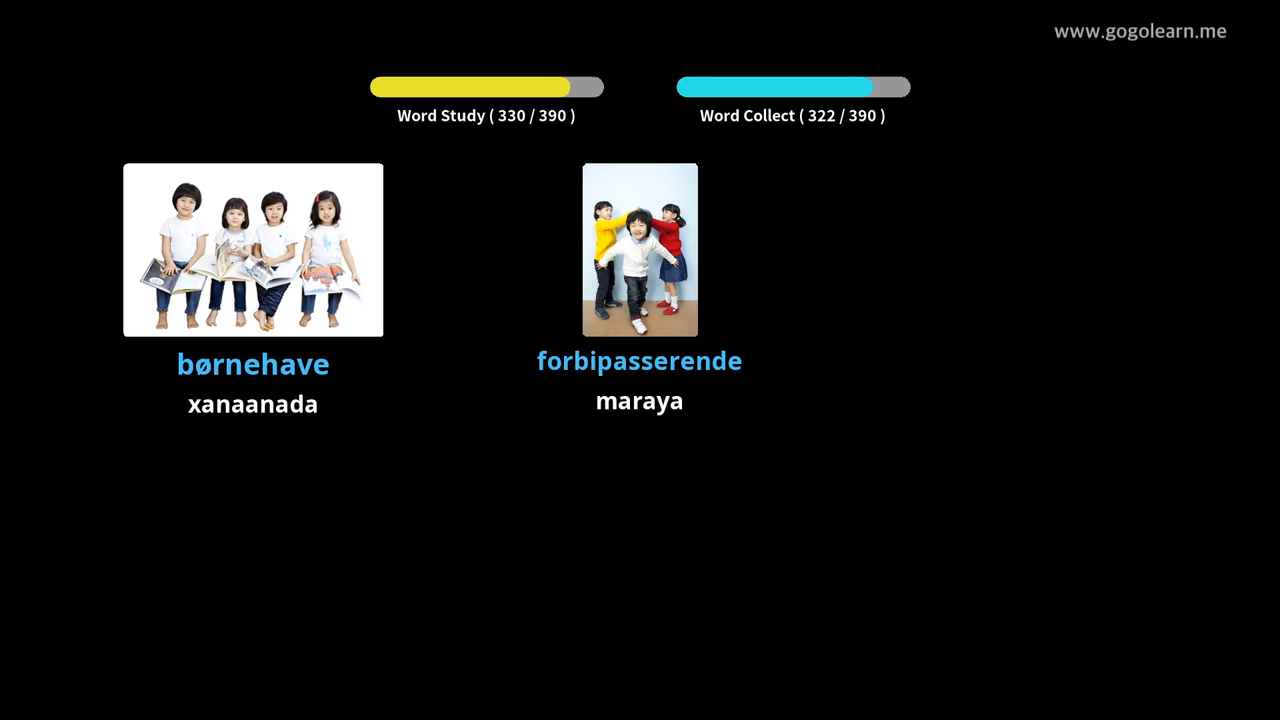 www.gogolearn.me
Word Study ( 330 / 390 )
Word Collect ( 322 / 390 )
børnehave
xanaanada
forbipasserende
maraya